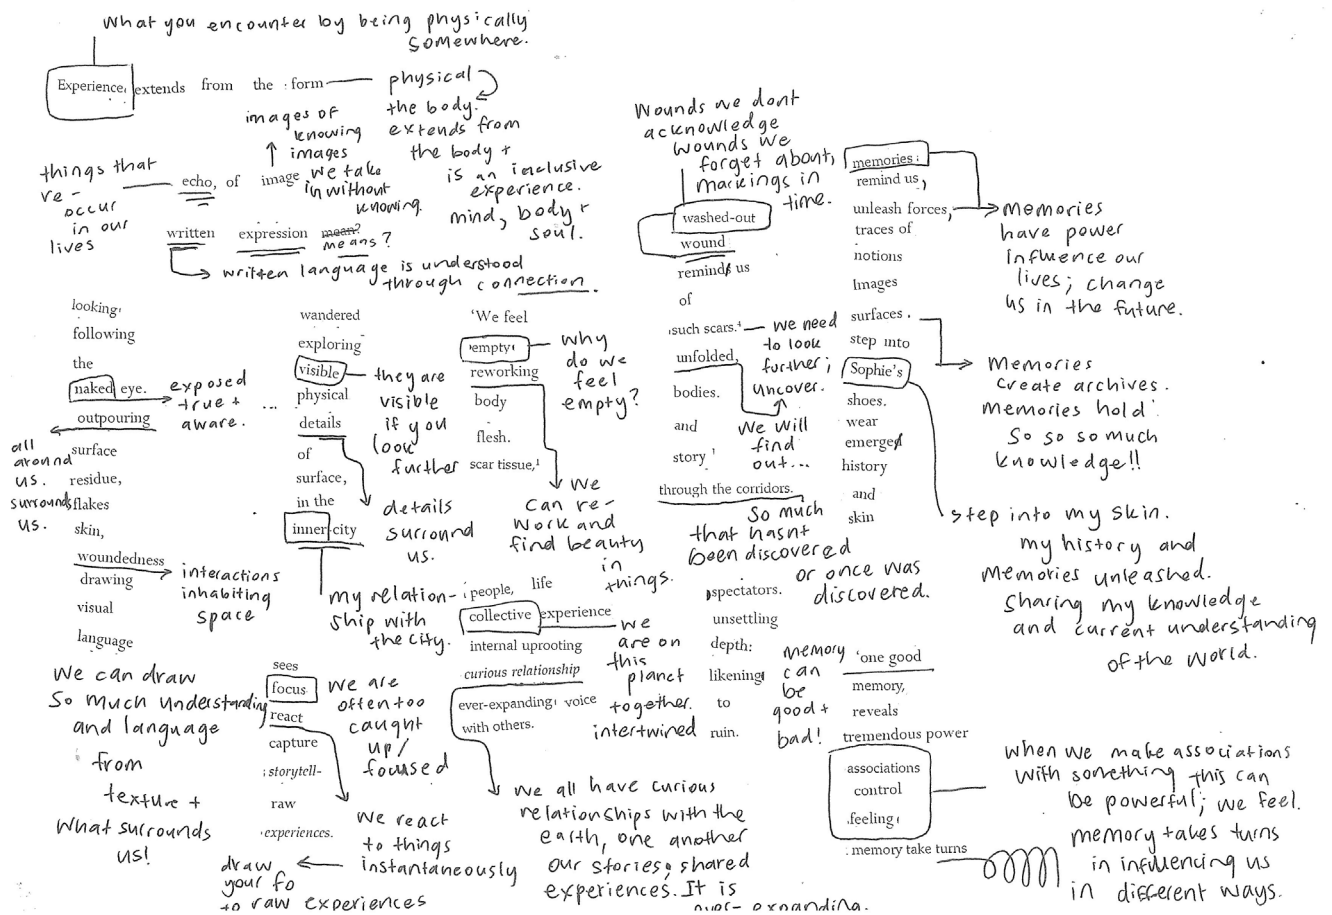 What you encounter by being physically
somewhere.
Experience, extends from the form
physical
the body.
extends from
the body +
is an inclusive
experience.
mind, body +
soul.
images of
knowing
images
we take
in without
knowing.
things that
re-
occur
in our
lives
echo, of image
written expression mean?
means?
written language is understood
through connection.
looking,
following
the
naked eye.
exposed
true +
aware.
...
outpouring
all
around
us.
surrounds
us.
surface
residue,
flakes
skin,
woundedness
interactions
inhabiting
space
drawing
visual
language
we can draw
so much understanding
and language
from
texture +
what surrounds
us!
wandered
exploring
visible
they are
visible
if you
look
further
physical
details
details
surround
us.
of
surface,
in the
inner-city
my relation-
ship with
the city.
sees
focus
we are
often too
caught
up/
focused
react
we react
to things
instantaneously
draw
your fo
to raw experiences
capture
storytell-
raw
experiences.
'We feel
empty
why
do we
feel
empty?
reworking
we
can re-
work and
find beauty
in
things.
body
flesh.
scar tissue,¹
people, life
collective experience
we
are on
this
planet
together.
intertwined
internal uprooting
curious relationship
ever-expanding voice
with others.
we all have curious
relationships with the
earth, one another
our stories; shared
experiences. It is
ever-expanding.
Wounds we dont
acknowledge
wounds we
forget about,
markings in
time.
washed-out
wound
reminds us
of
such scars.⁴
we need
to look
further;
uncover.
unfolded,
we will
find
out...
bodies.
and
story
through the corridors.
so much
that hasnt
been discovered
or once was
discovered.
spectators.
unsettling
depth:
likening
to
ruin.
memories
remind us,
unleash forces,
memories
have power
influence our
lives; change
us in the future.
traces of
notions
Images
surfaces.
Memories
create archives.
memories hold
so so so much
knowledge!!
step into
Sophie's
step into my skin.
my history and
memories unleashed.
sharing my knowledge
and current understanding
of the world.
shoes.
wear
emerged
history
and
skin
memory
can
be
good +
bad!
'one good
memory,
reveals
tremendous power
associations
control
feeling
when we make associations
with something this can
be powerful; we feel.
memory take turns
memory takes turns
in influencing us
in different ways.